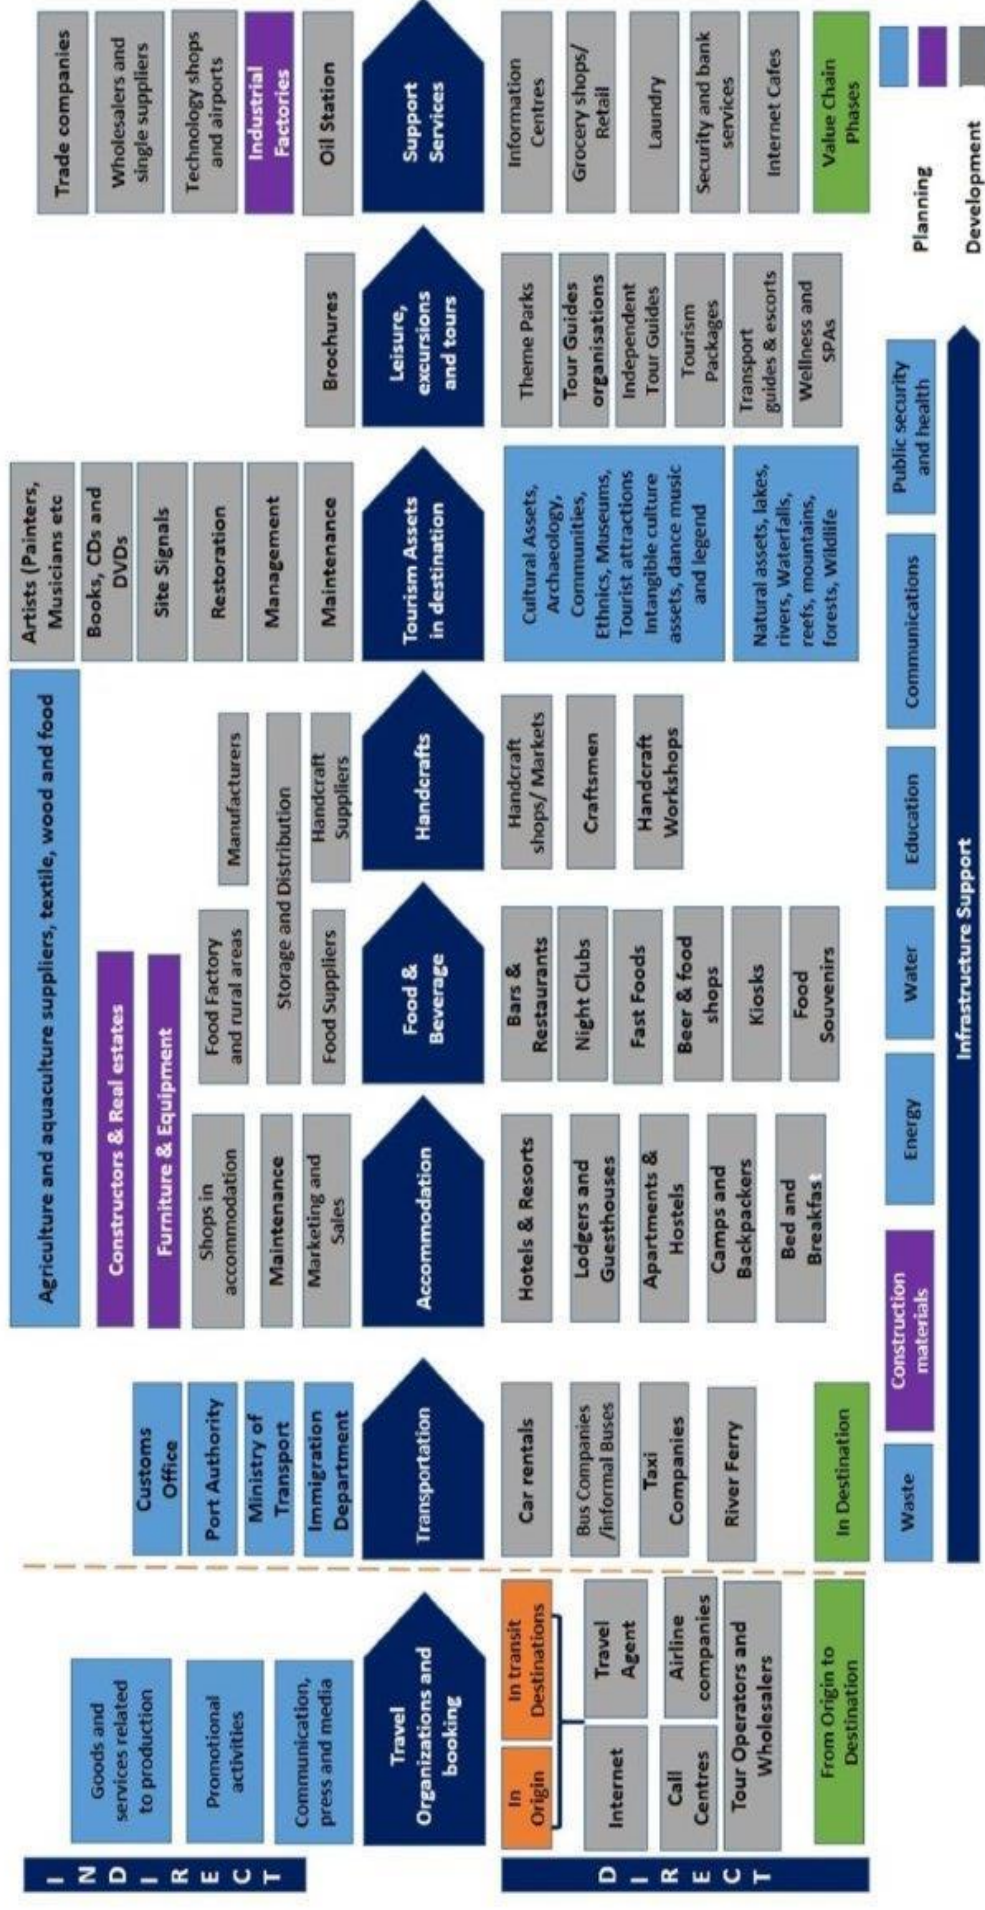 INDIRECT
Goods and
services related
to production
Promotional
activities
Communication,
press and media
Customs
Office
Port Authority
Ministry of
Transport
Immigration
Department
Agriculture and aquaculture suppliers, textile, wood and food
Constructors & Real estates
Furniture & Equipment
Shops in
accommodation
Maintenance
Marketing and
Sales
Food Factory
and rural areas
Manufacturers
Storage and Distribution
Food Suppliers
Handcraft
Suppliers
Artists (Painters,
Musicians etc
Books, CDs and
DVDs
Site Signals
Restoration
Management
Maintenance
Brochures
Trade companies
Wholesalers and
single suppliers
Technology shops
and airports
Industrial
Factories
Oil Station
Travel
Organizations and
booking
Transportation
Accommodation
Food &
Beverage
Handcrafts
Tourism Assets
in destination
Leisure,
excursions
and tours
Support
Services
DIRECT
In
Origin
In transit
Destinations
Internet
Travel
Agent
Call
Centres
Airline
companies
Tour Operators and
Wholesalers
From Origin to
Destination
Car rentals
Bus Companies
/informal Buses
Taxi
Companies
River Ferry
In Destination
Hotels & Resorts
Lodgers and
Guesthouses
Apartments &
Hostels
Camps and
Backpackers
Bed and
Breakfast
Bars &
Restaurants
Night Clubs
Fast Foods
Beer & food
shops
Kiosks
Food
Souvenirs
Handcraft
shops/ Markets
Craftsmen
Handcraft
Workshops
Cultural Assets,
Archaeology,
Communities,
Ethnics, Museums,
Tourist attractions
Intangible culture
assets, dance music
and legend
Natural assets, lakes,
rivers, Waterfalls,
reefs, mountains,
forests, Wildlife
Theme Parks
Tour Guides
organisations
Independent
Tour Guides
Tourism
Packages
Transport
guides & escorts
Wellness and
SPAs
Information
Centres
Grocery shops/
Retail
Laundry
Security and bank
services
Internet Cafes
Value Chain
Phases
Waste
Construction
materials
Energy
Water
Education
Communications
Public security
and health
Infrastructure Support
Planning
Development